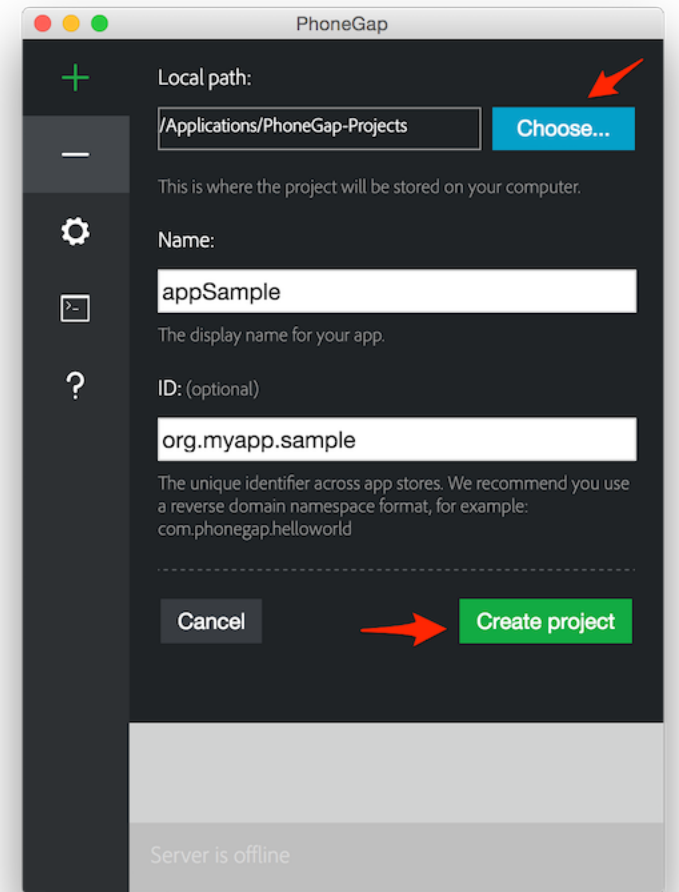 PhoneGap
Local path:
/Applications/PhoneGap-Projects
Choose...
This is where the project will be stored on your computer.
Name:
appSample
The display name for your app.
ID: (optional)
org.myapp.sample
The unique identifier across app stores. We recommend you use
a reverse domain namespace format, for example:
com.phonegap.helloworld
Cancel
Create project
Server is offline